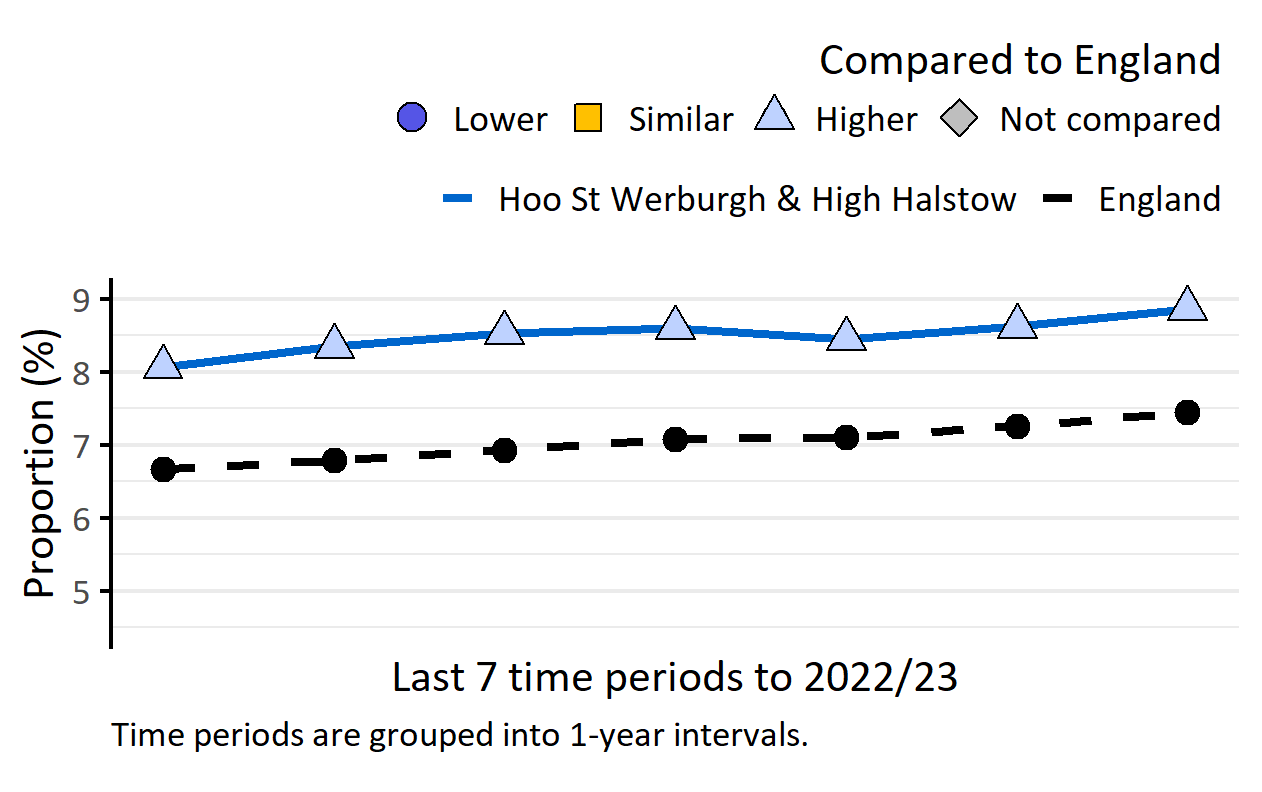 Compared to England
Lower Similar Higher Not compared
Hoo St Werburgh & High Halstow England
Proportion (%)
9
8
7
6
5
Last 7 time periods to 2022/23
Time periods are grouped into 1-year intervals.